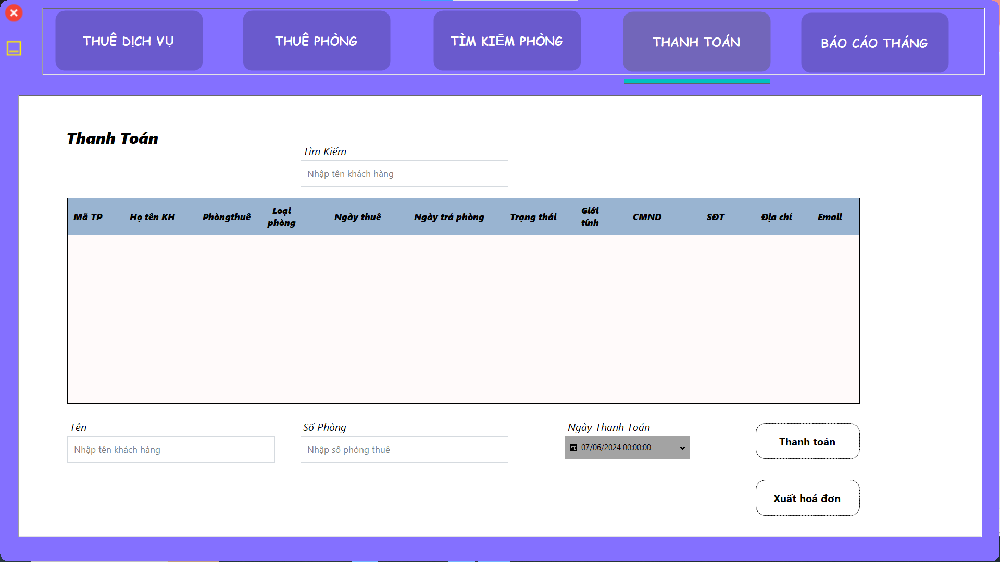 THUÊ DỊCH VỤ
THUÊ PHÒNG
TÌM KIẾM PHÒNG
THANH TOÁN
BÁO CÁO THÁNG
Thanh Toán
Tìm Kiếm
Nhập tên khách hàng
Mã TP
Họ tên KH
Phòngthuê
Loại
phòng
Ngày thuê
Ngày trả phòng
Trạng thái
Giới
tính
CMND
SĐT
Địa chỉ
Email
Tên
Nhập tên khách hàng
Số Phòng
Nhập số phòng thuê
Ngày Thanh Toán
07/06/2024 00:00:00
Thanh toán
Xuất hoá đơn